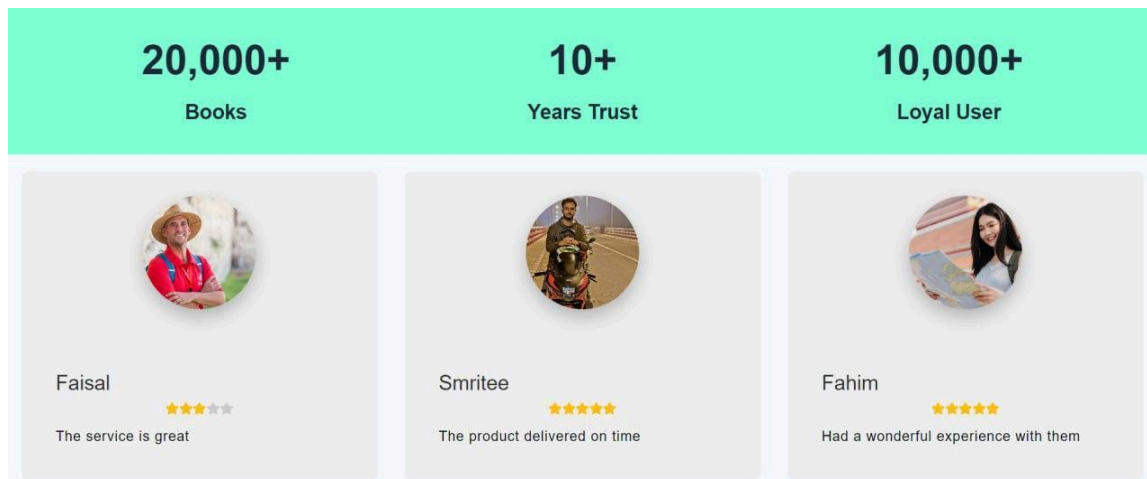 20,000+
Books
10+
Years Trust
10,000+
Loyal User
Faisal
The service is great
Smritee
The product delivered on time
Fahim
Had a wonderful experience with them